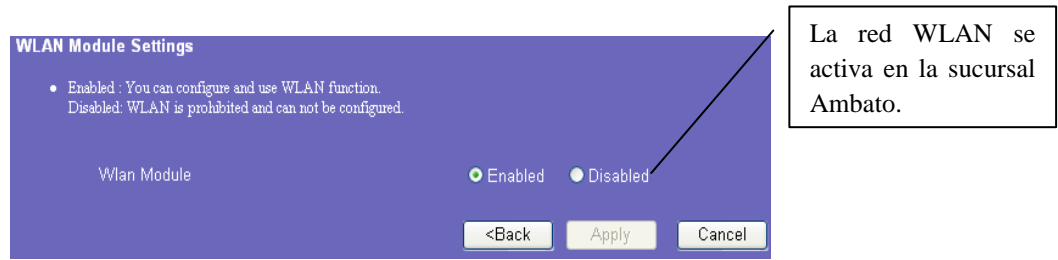 WLAN Module Settings
Enabled : You can configure and use WLAN function.
Disabled: WLAN is prohibited and can not be configured.
Wlan Module
Enabled
Disabled
<Back
Apply
Cancel
La red WLAN se
activa en la sucursal
Ambato.